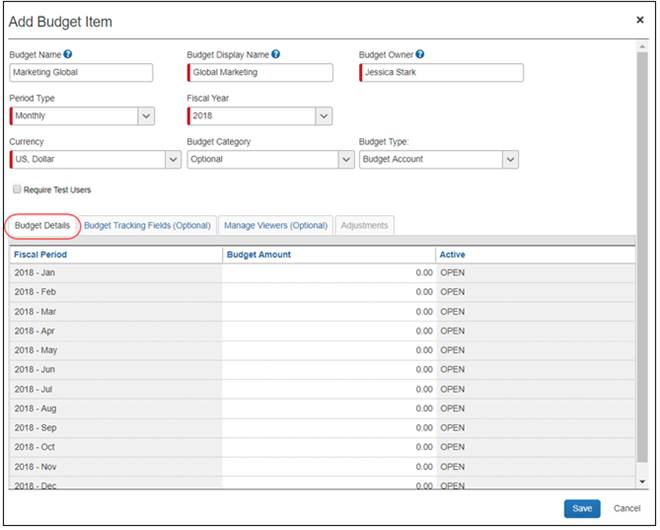 Add Budget Item ×
Budget Name ? Budget Display Name ? Budget Owner ?
Marketing Global Global Marketing Jessica Stark
Period Type Fiscal Year
Monthly 2018
Currency Budget Category Budget Type:
US, Dollar Optional Budget Account
Require Test Users
Budget Details Budget Tracking Fields (Optional) Manage Viewers (Optional) Adjustments
Fiscal Period Budget Amount Active
2018 - Jan 0.00 OPEN
2018 - Feb 0.00 OPEN
2018 - Mar 0.00 OPEN
2018 - Apr 0.00 OPEN
2018 - May 0.00 OPEN
2018 - Jun 0.00 OPEN
2018 - Jul 0.00 OPEN
2018 - Aug 0.00 OPEN
2018 - Sep 0.00 OPEN
2018 - Oct 0.00 OPEN
2018 - Nov 0.00 OPEN
2018 - Dec 0.00 OPEN
Save Cancel